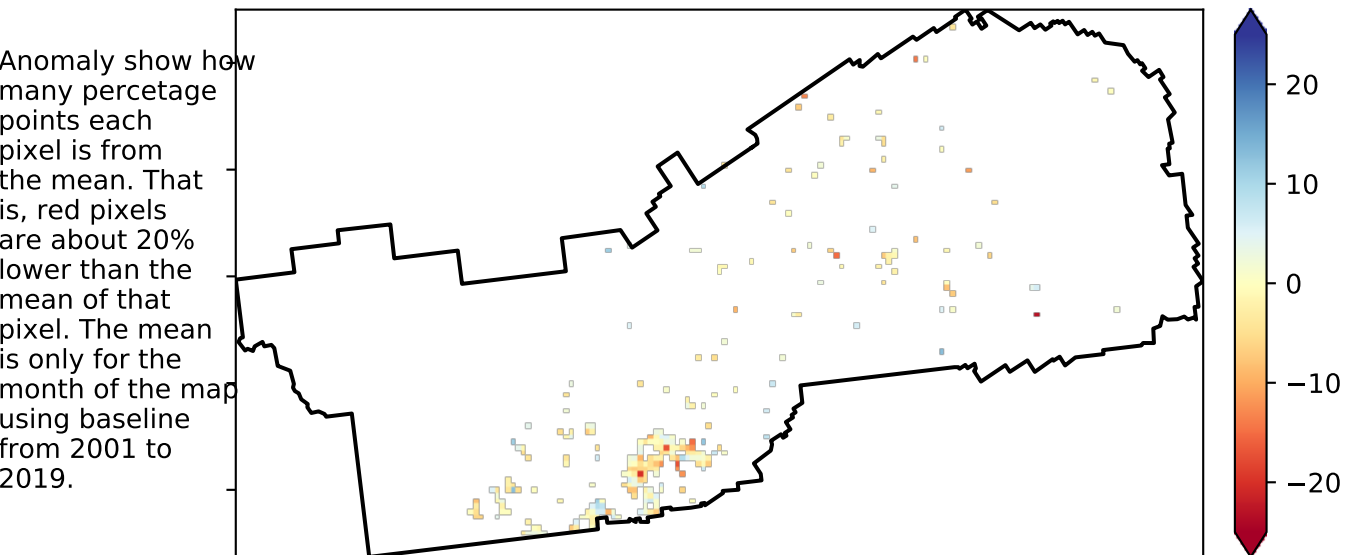 Anomaly show how
many percetage
points each
pixel is from
the mean. That
is, red pixels
are about 20%
lower than the
mean of that
pixel. The mean
is only for the
month of the map
using baseline
from 2001 to
2019.
20
10
0
−10
−20